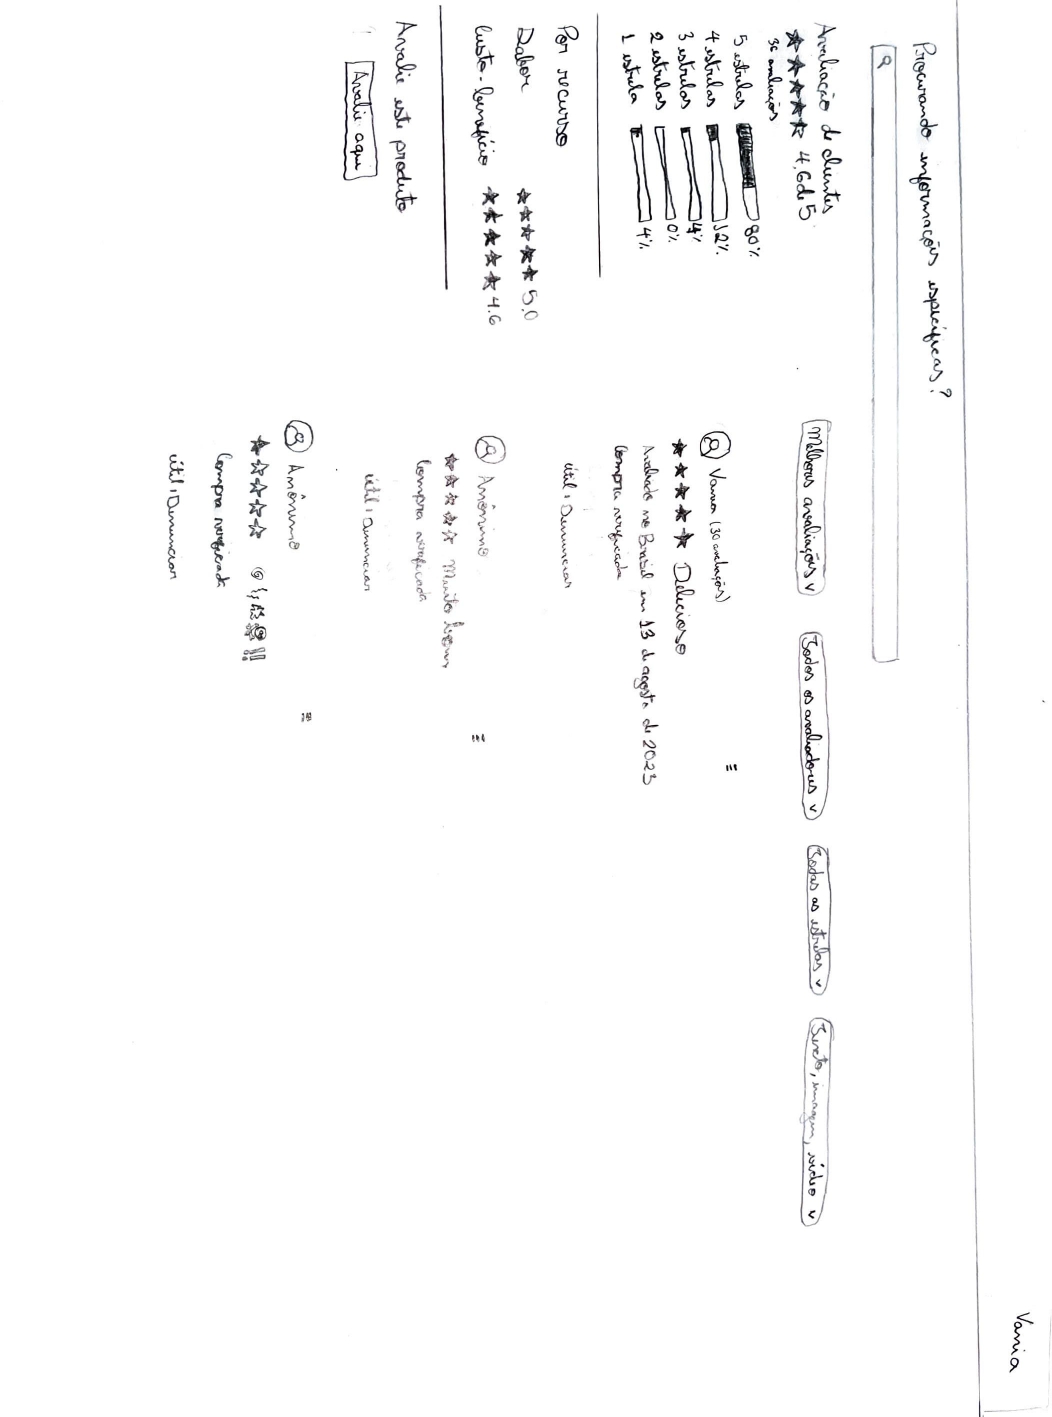 Vania
Procurando informações específicas?
Avaliação de clientes
4,6 de 5
36 avaliações
5 estrelas 80%
4 estrelas 12%
3 estrelas 4%
2 estrelas 0%
1 estrela 4%
Por recurso
Sabor 5.0
Custo-benefício 4.6
Avalie este produto
Avalie aqui
Melhores avaliações
Todos os avaliadores
Todas as estrelas
Texto, imagem, vídeo
Vania (30 avaliações)
Delicioso
Avaliado no Brasil em 13 de agosto de 2023
Compra verificada
útil | Denunciar
Anônimo
Muito bom
Compra verificada
útil | Denunciar
Anônimo
Compra verificada
útil | Denunciar